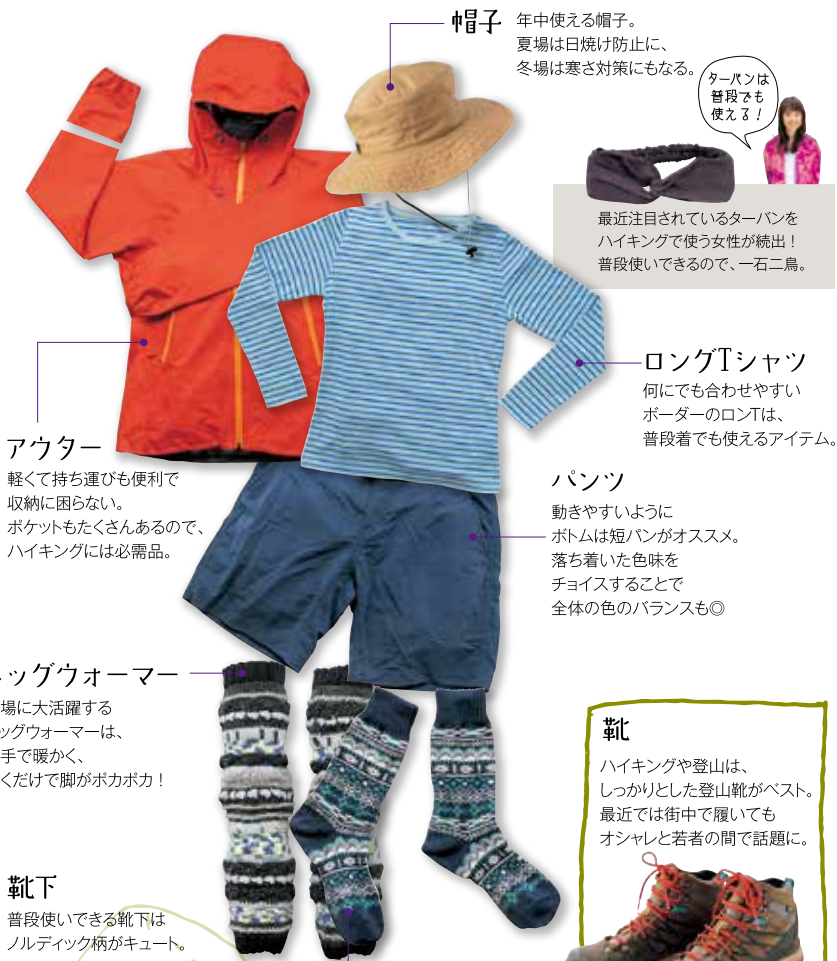 帽子
年中使える帽子。
夏場は日焼け防止に、
冬場は寒さ対策にもなる。
ターバンは
普段でも
使える！
最近注目されているターバンを
ハイキングで使う女性が続出！
普段使いできるので、一石二鳥。
ロングTシャツ
何にでも合わせやすい
ボーダーのロンTは、
普段着でも使えるアイテム。
アウター
軽くて持ち運びも便利で
収納に困らない。
ポケットもたくさんあるので、
ハイキングには必需品。
パンツ
動きやすいように
ボトムは短パンがオススメ。
落ち着いた色味を
チョイスすることで
全体の色のバランスも◎
ッグウォーマー
場に大活躍する
ッグウォーマーは、
手で暖かく、
くだけで脚がポカポカ！
靴
ハイキングや登山は、
しっかりとした登山靴がベスト。
最近では街中で履いても
オシャレと若者の間で話題に。
靴下
普段使いできる靴下は
ノルディック柄がキュート。